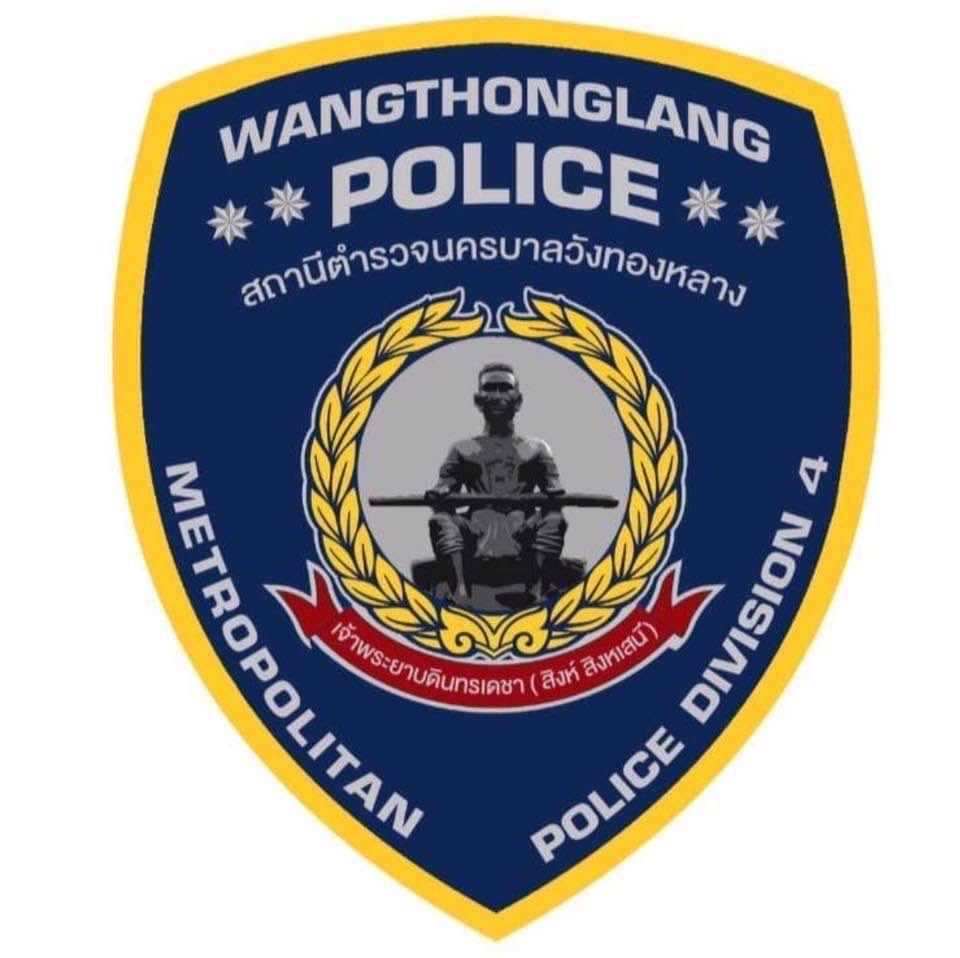 WANGTHONGLANG
POLICE
สถานีตำรวจนครบาลวังทองหลาง
เจ้าพระยาบดินทรเดชา ( สิงห์ สิงหเสนี )
METROPOLITAN
POLICE DIVISION 4